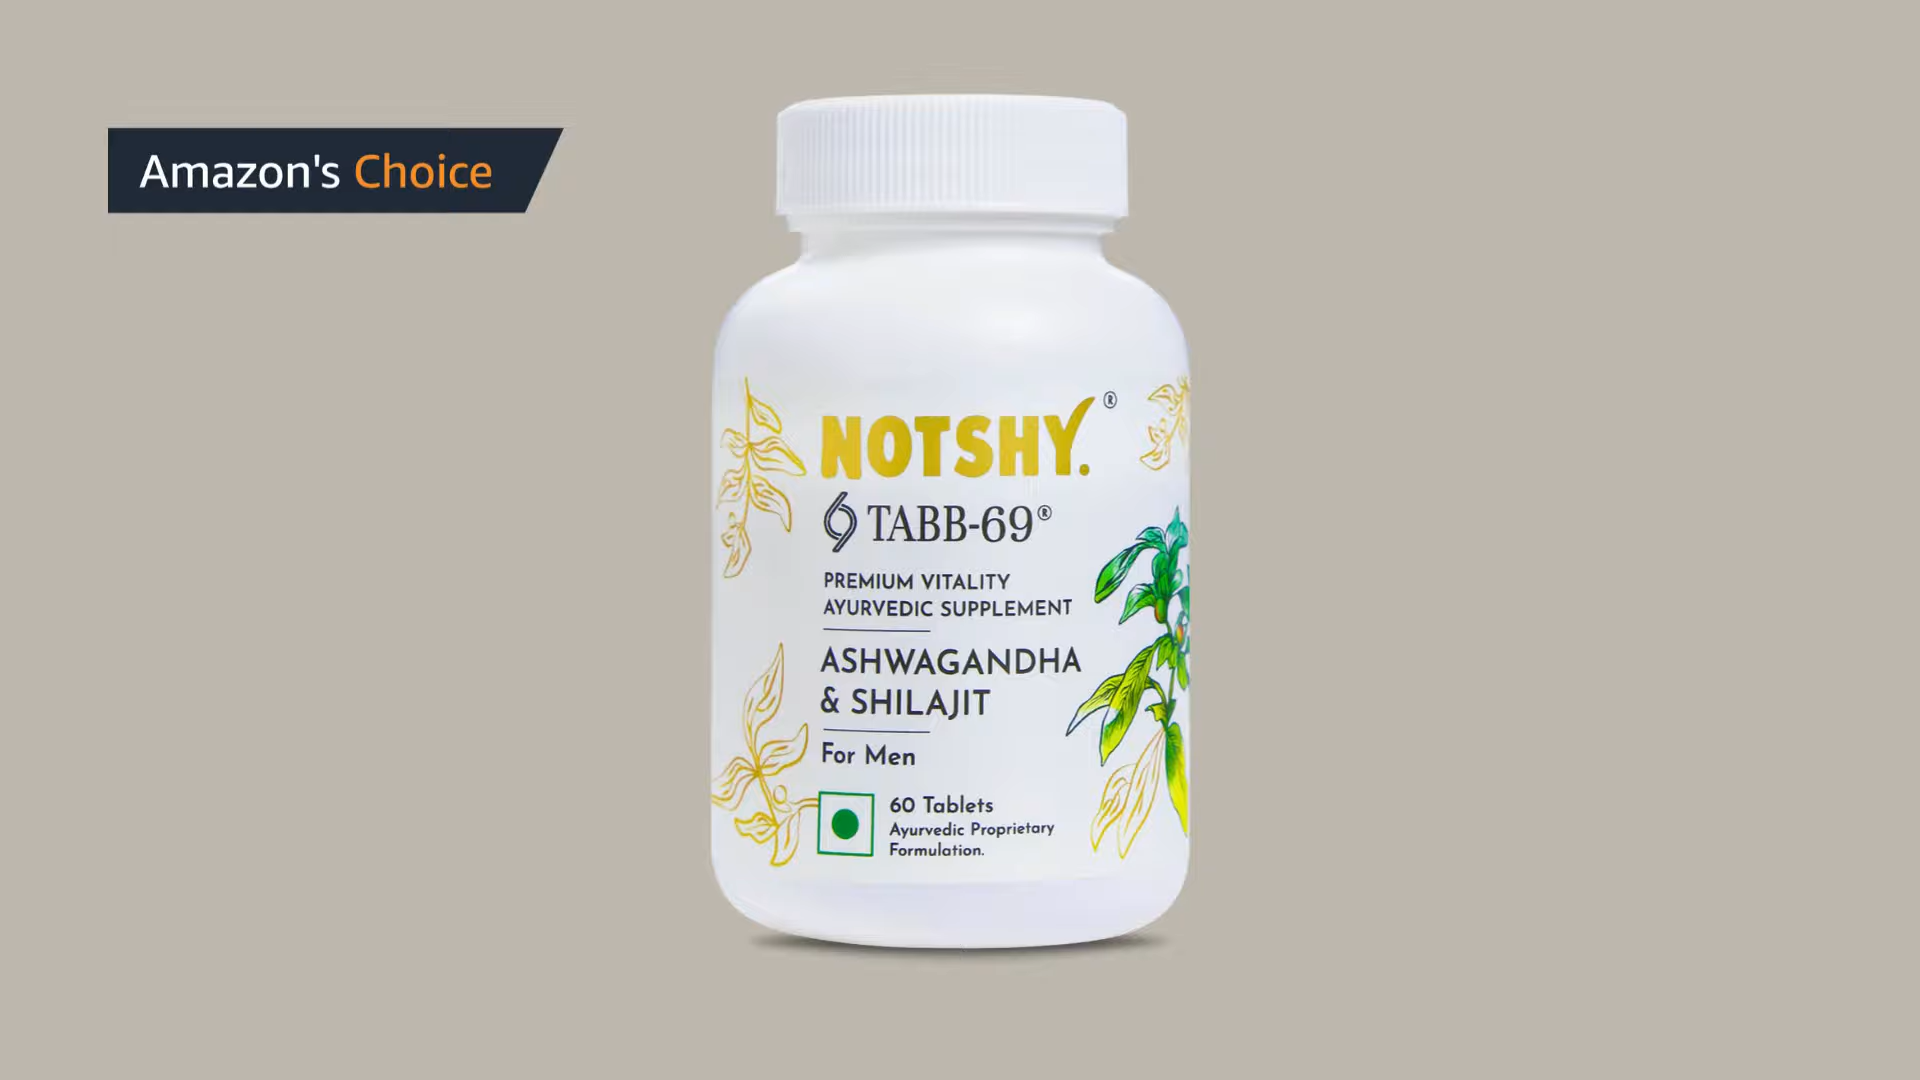 Amazon's Choice
NOTSHY.®
TABB-69®
PREMIUM VITALITY
AYURVEDIC SUPPLEMENT
ASHWAGANDHA
& SHILAJIT
For Men
60 Tablets
Ayurvedic Proprietary
Formulation.